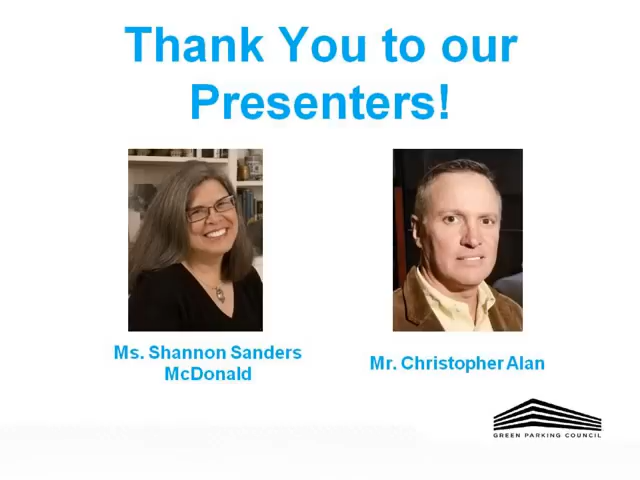 Thank You to our
Presenters!
Ms. Shannon Sanders
McDonald
Mr. Christopher Alan
GREEN PARKING COUNCIL